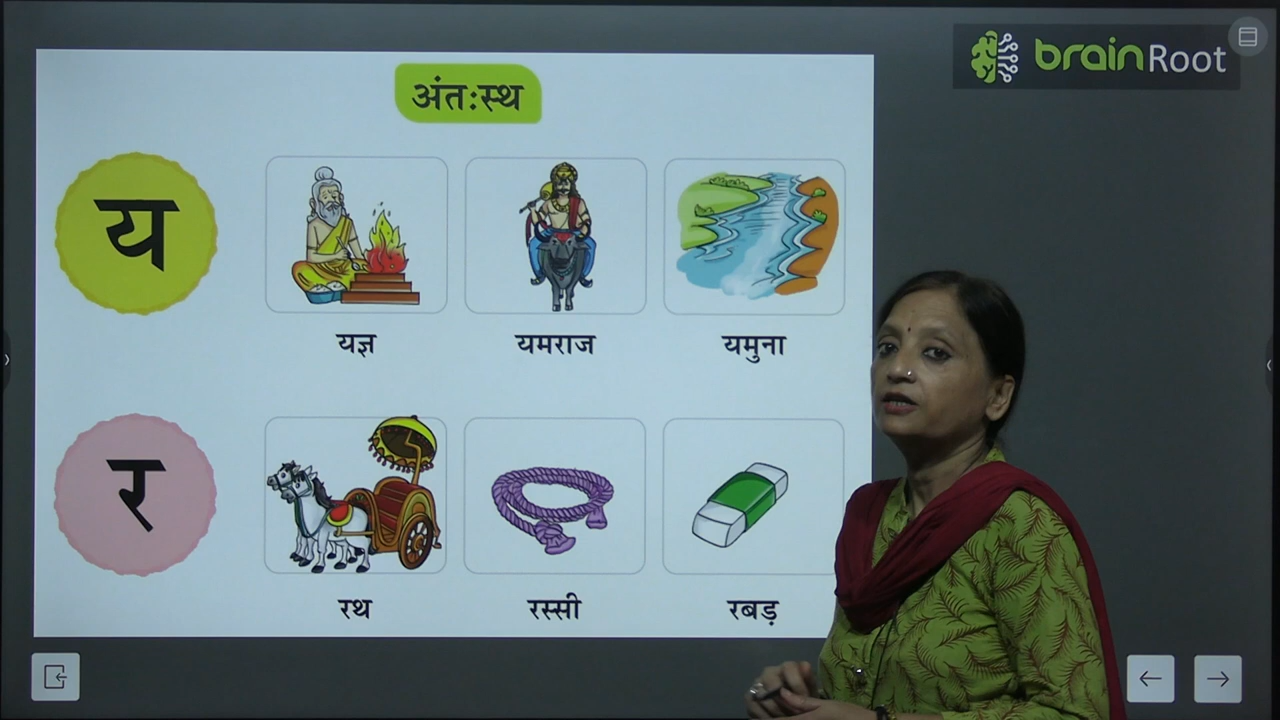 brainRoot
अंतःस्थ
य
यज्ञ यमराज यमुना
र
रथ रस्सी रबड़